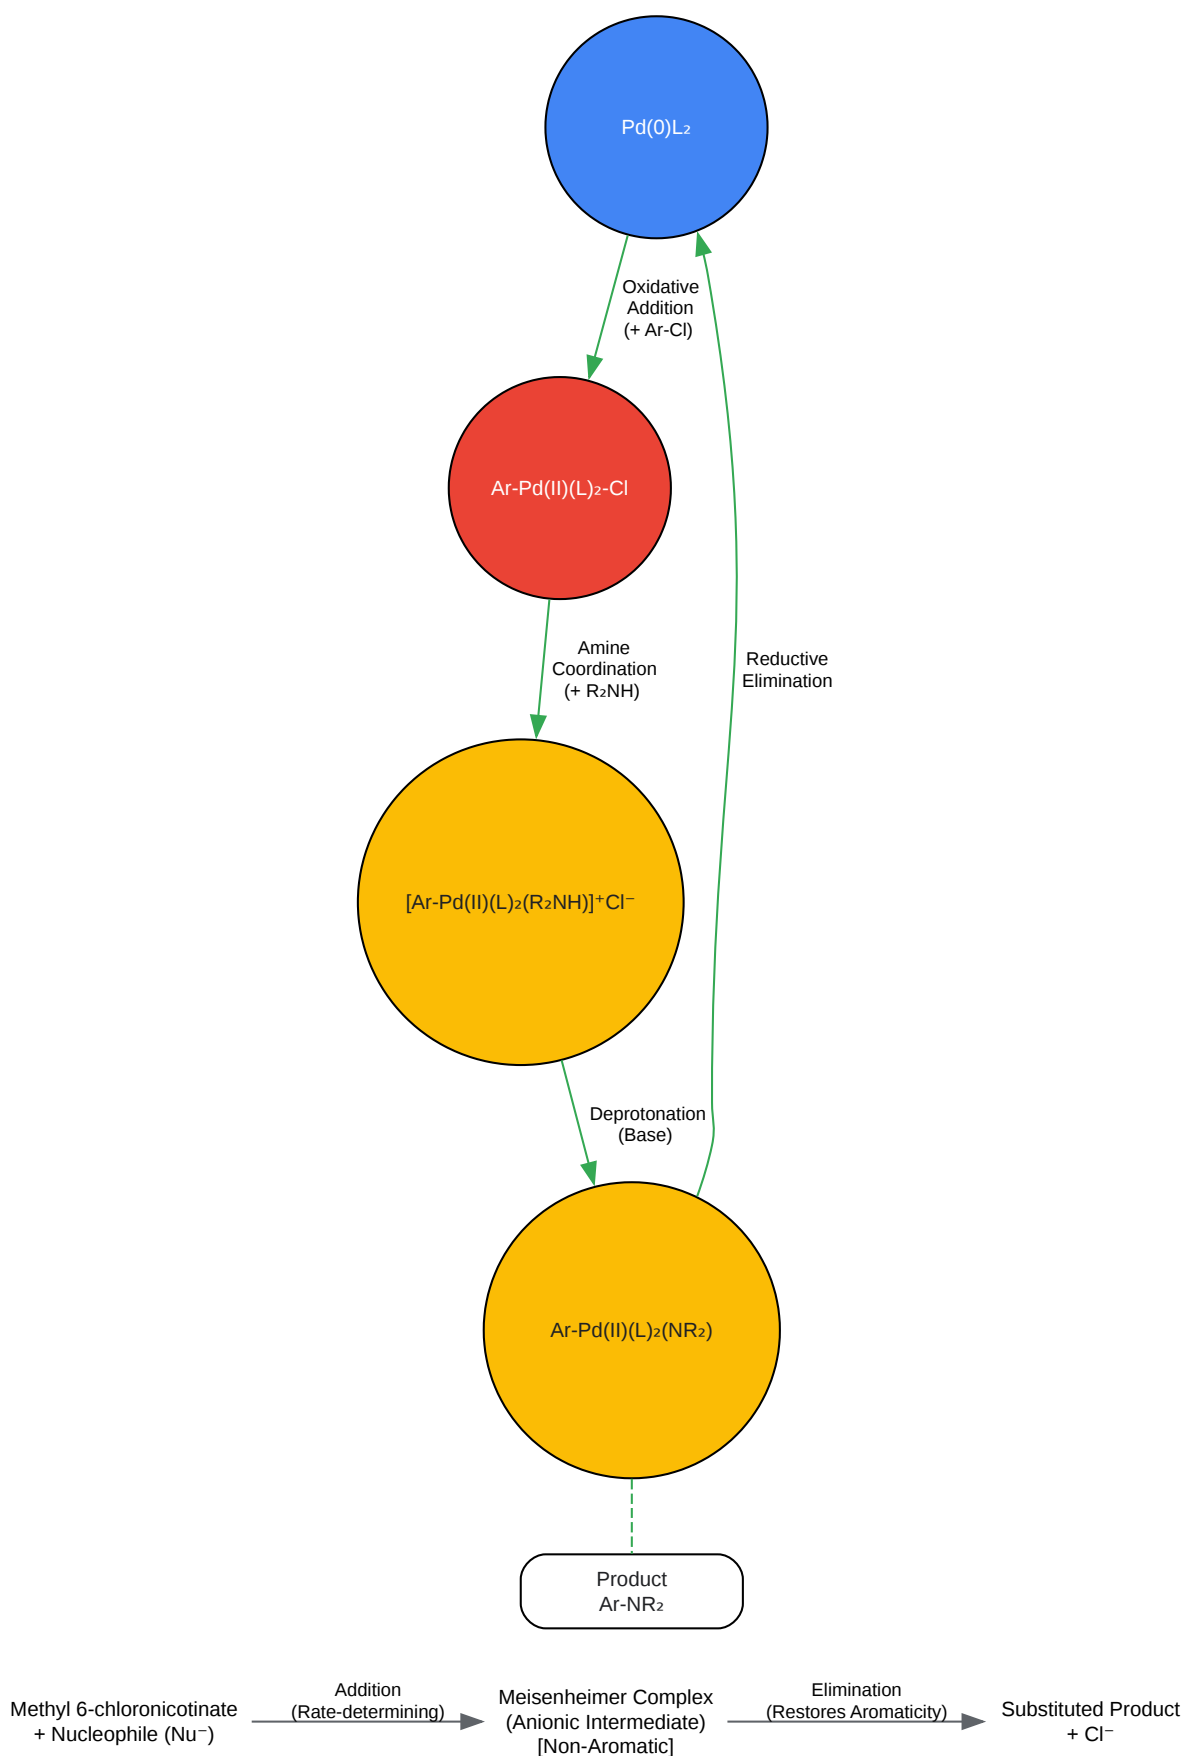 Pd(0)L₂
Oxidative
Addition
(+ Ar-Cl)
Ar-Pd(II)(L)₂-Cl
Amine
Coordination
(+ R₂NH)
Reductive
Elimination
[Ar-Pd(II)(L)₂(R₂NH)]⁺Cl⁻
Deprotonation
(Base)
Ar-Pd(II)(L)₂(NR₂)
Product
Ar-NR₂
Methyl 6-chloronicotinate
+ Nucleophile (Nu⁻)
Addition
(Rate-determining)
Meisenheimer Complex
(Anionic Intermediate)
[Non-Aromatic]
Elimination
(Restores Aromaticity)
Substituted Product
+ Cl⁻